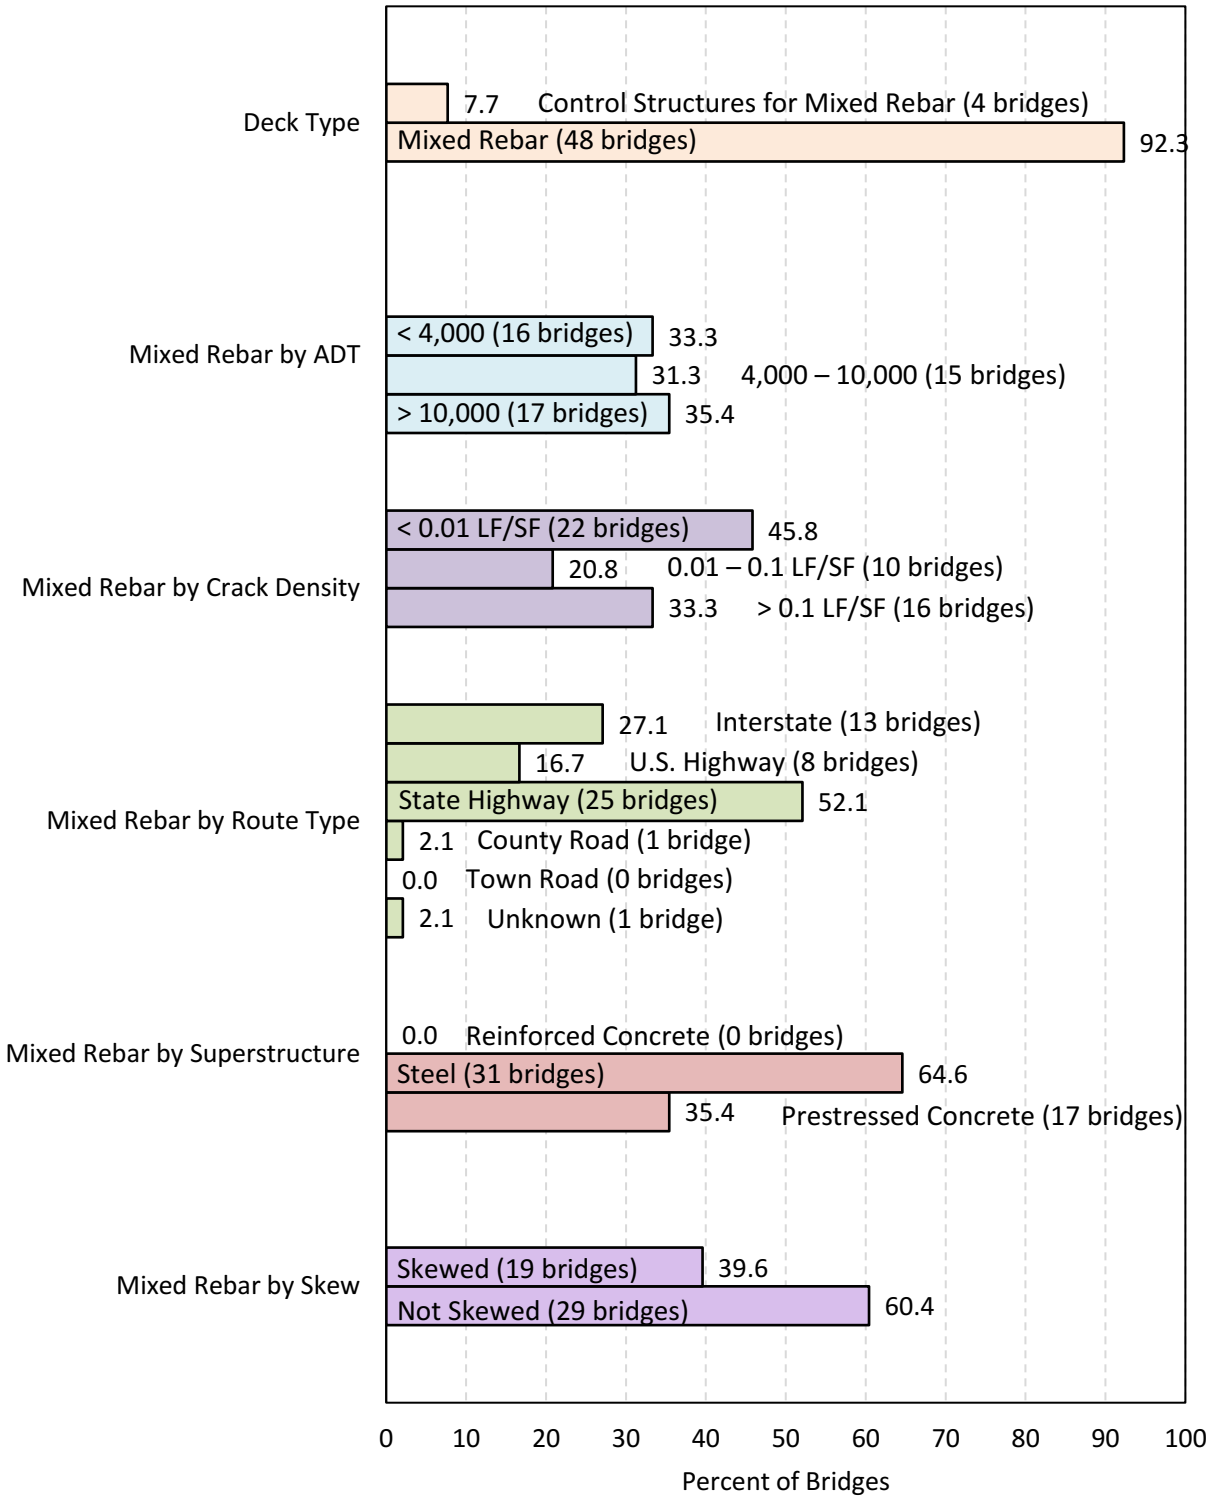 Deck Type
7.7 Control Structures for Mixed Rebar (4 bridges)
Mixed Rebar (48 bridges) 92.3
Mixed Rebar by ADT
< 4,000 (16 bridges) 33.3
31.3 4,000 – 10,000 (15 bridges)
> 10,000 (17 bridges) 35.4
Mixed Rebar by Crack Density
< 0.01 LF/SF (22 bridges) 45.8
20.8 0.01 – 0.1 LF/SF (10 bridges)
33.3 > 0.1 LF/SF (16 bridges)
Mixed Rebar by Route Type
27.1 Interstate (13 bridges)
16.7 U.S. Highway (8 bridges)
State Highway (25 bridges) 52.1
2.1 County Road (1 bridge)
0.0 Town Road (0 bridges)
2.1 Unknown (1 bridge)
Mixed Rebar by Superstructure
0.0 Reinforced Concrete (0 bridges)
Steel (31 bridges) 64.6
35.4 Prestressed Concrete (17 bridges)
Mixed Rebar by Skew
Skewed (19 bridges) 39.6
Not Skewed (29 bridges) 60.4
0 10 20 30 40 50 60 70 80 90 100
Percent of Bridges